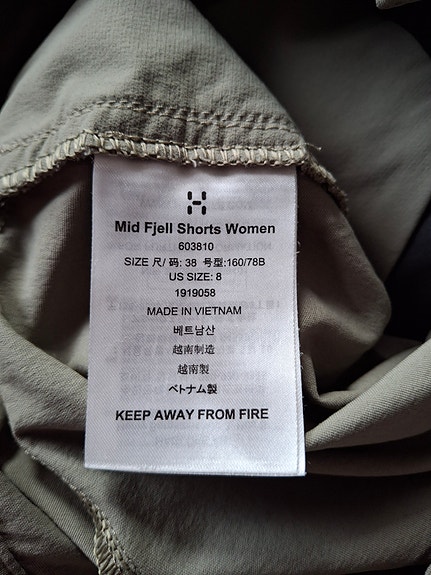 Mid Fjell Shorts Women
603810
SIZE 尺/ 码: 38 号型:160/78B
US SIZE: 8
1919058
MADE IN VIETNAM
베트남산
越南制造
越南製
ベトナム製
KEEP AWAY FROM FIRE